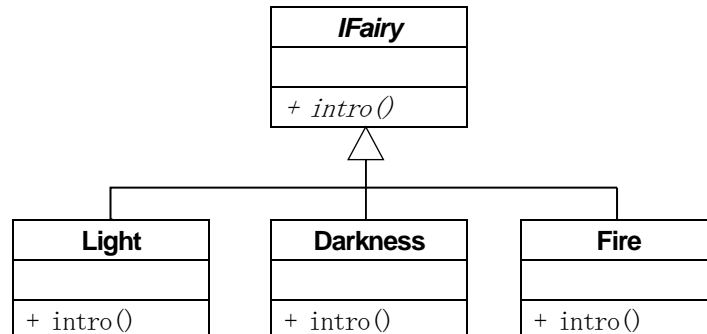 IFairy
+ intro()
Light
Darkness
Fire
+ intro()
+ intro()
+ intro()